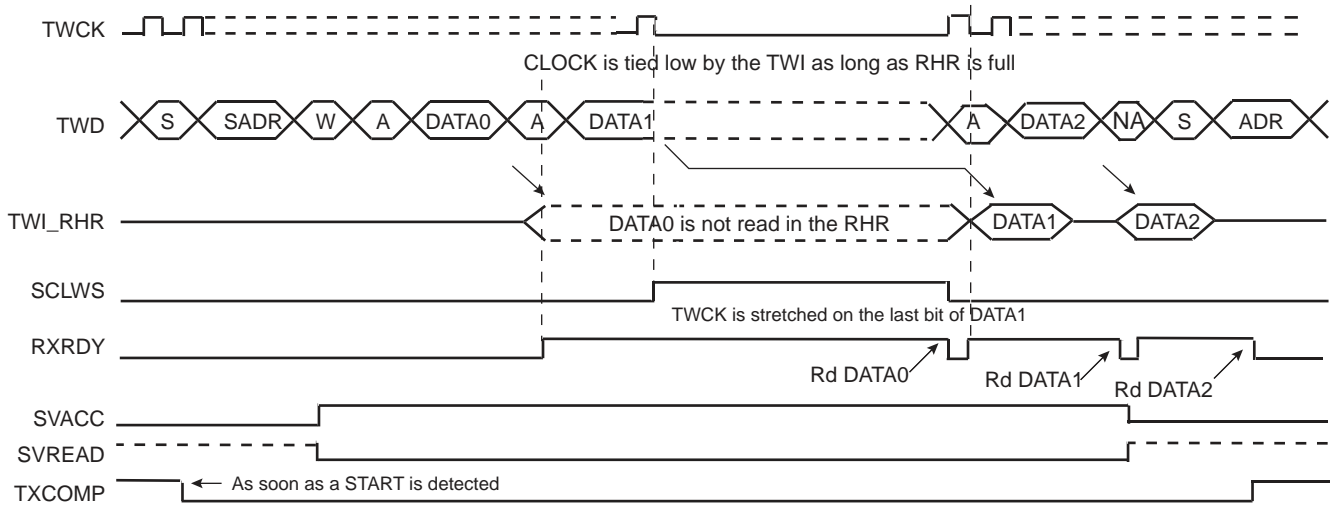 TWCK
CLOCK is tied low by the TWI as long as RHR is full
TWD S SADR W A DATA0 A DATA1 A DATA2 NA S ADR
TWI_RHR DATA0 is not read in the RHR DATA1 DATA2
SCLWS
TWCK is stretched on the last bit of DATA1
RXRDY
Rd DATA0 Rd DATA1 Rd DATA2
SVACC
SVREAD
TXCOMP As soon as a START is detected